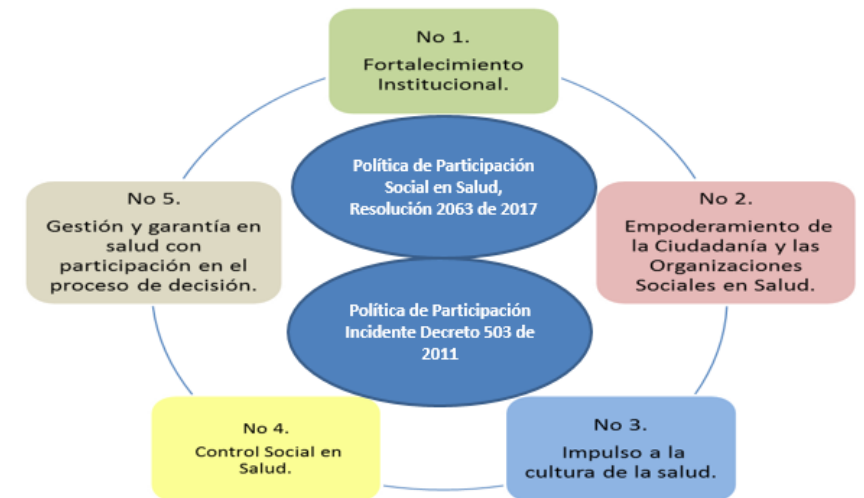 No 1.
Fortalecimiento
Institucional.
Política de Participación
Social en Salud,
Resolución 2063 de 2017
No 5.
Gestión y garantía en
salud con
participación en el
proceso de decisión.
No 2.
Empoderamiento de
la Ciudadanía y las
Organizaciones
Sociales en Salud.
Política de Participación
Incidente Decreto 503 de
2011
No 4.
Control Social en
Salud.
No 3.
Impulso a la
cultura de la salud.